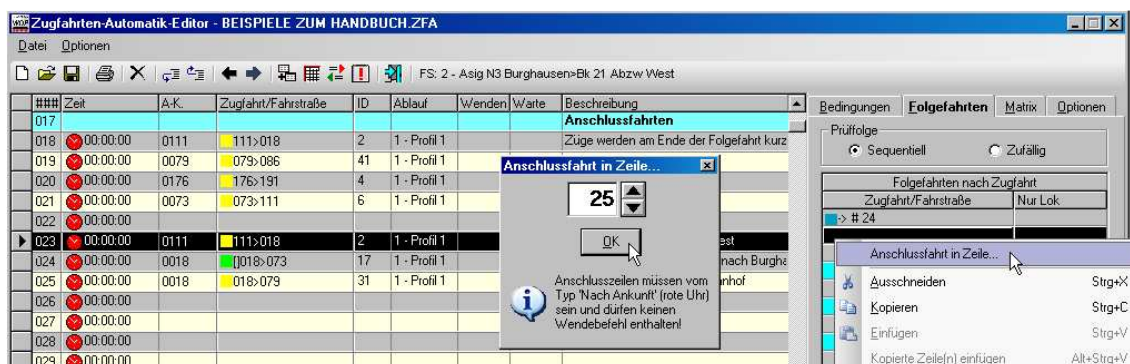 Zugfahrten-Automatik-Editor - BEISPIELE ZUM HANDBUCH.ZFA
Datei Optionen
FS: 2 - Asig N3 Burghausen>Bk 21 Abzw West
### Zeit A-K. Zugfahrt/Fahrstraße ID Ablauf Wenden Warte Beschreibung
017 Anschlussfahrten
018 00:00:00 0111 111>018 2 1 - Profil 1 Züge werden am Ende der Folgefahrt kurz
019 00:00:00 0079 079>086 41 1 - Profil 1
020 00:00:00 0176 176>191 4 1 - Profil 1
021 00:00:00 0073 073>111 6 1 - Profil 1
022 00:00:00
023 00:00:00 0111 111>018 2 1 - Profil 1 est
024 00:00:00 0018 []018>073 17 1 - Profil 1 nach Burgha
025 00:00:00 0018 018>079 31 1 - Profil 1 nhof
026 00:00:00
027 00:00:00
028 00:00:00
029 00:00:00
Anschlussfahrt in Zeile...
25
OK
Anschlusszeilen müssen vom
Typ 'Nach Ankunft' (rote Uhr)
sein und dürfen keinen
Wendebefehl enthalten!
Bedingungen Folgefahrten Matrix Optionen
Prüffolge
Sequentiell Zufällig
Folgefahrten nach Zugfahrt
Zugfahrt/Fahrstraße Nur Lok
-> # 24
Anschlussfahrt in Zeile...
Ausschneiden Strg+X
Kopieren Strg+C
Einfügen Strg+V
Kopierte Zeile(n) einfügen Alt+Strg+V